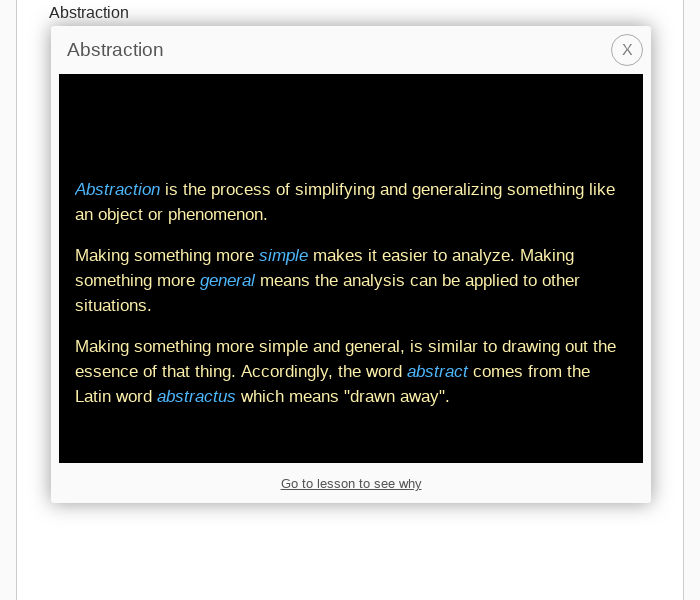 Abstraction
Abstraction
X
Abstraction is the process of simplifying and generalizing something like
an object or phenomenon.
Making something more simple makes it easier to analyze. Making
something more general means the analysis can be applied to other
situations.
Making something more simple and general, is similar to drawing out the
essence of that thing. Accordingly, the word abstract comes from the
Latin word abstractus which means "drawn away".
Go to lesson to see why